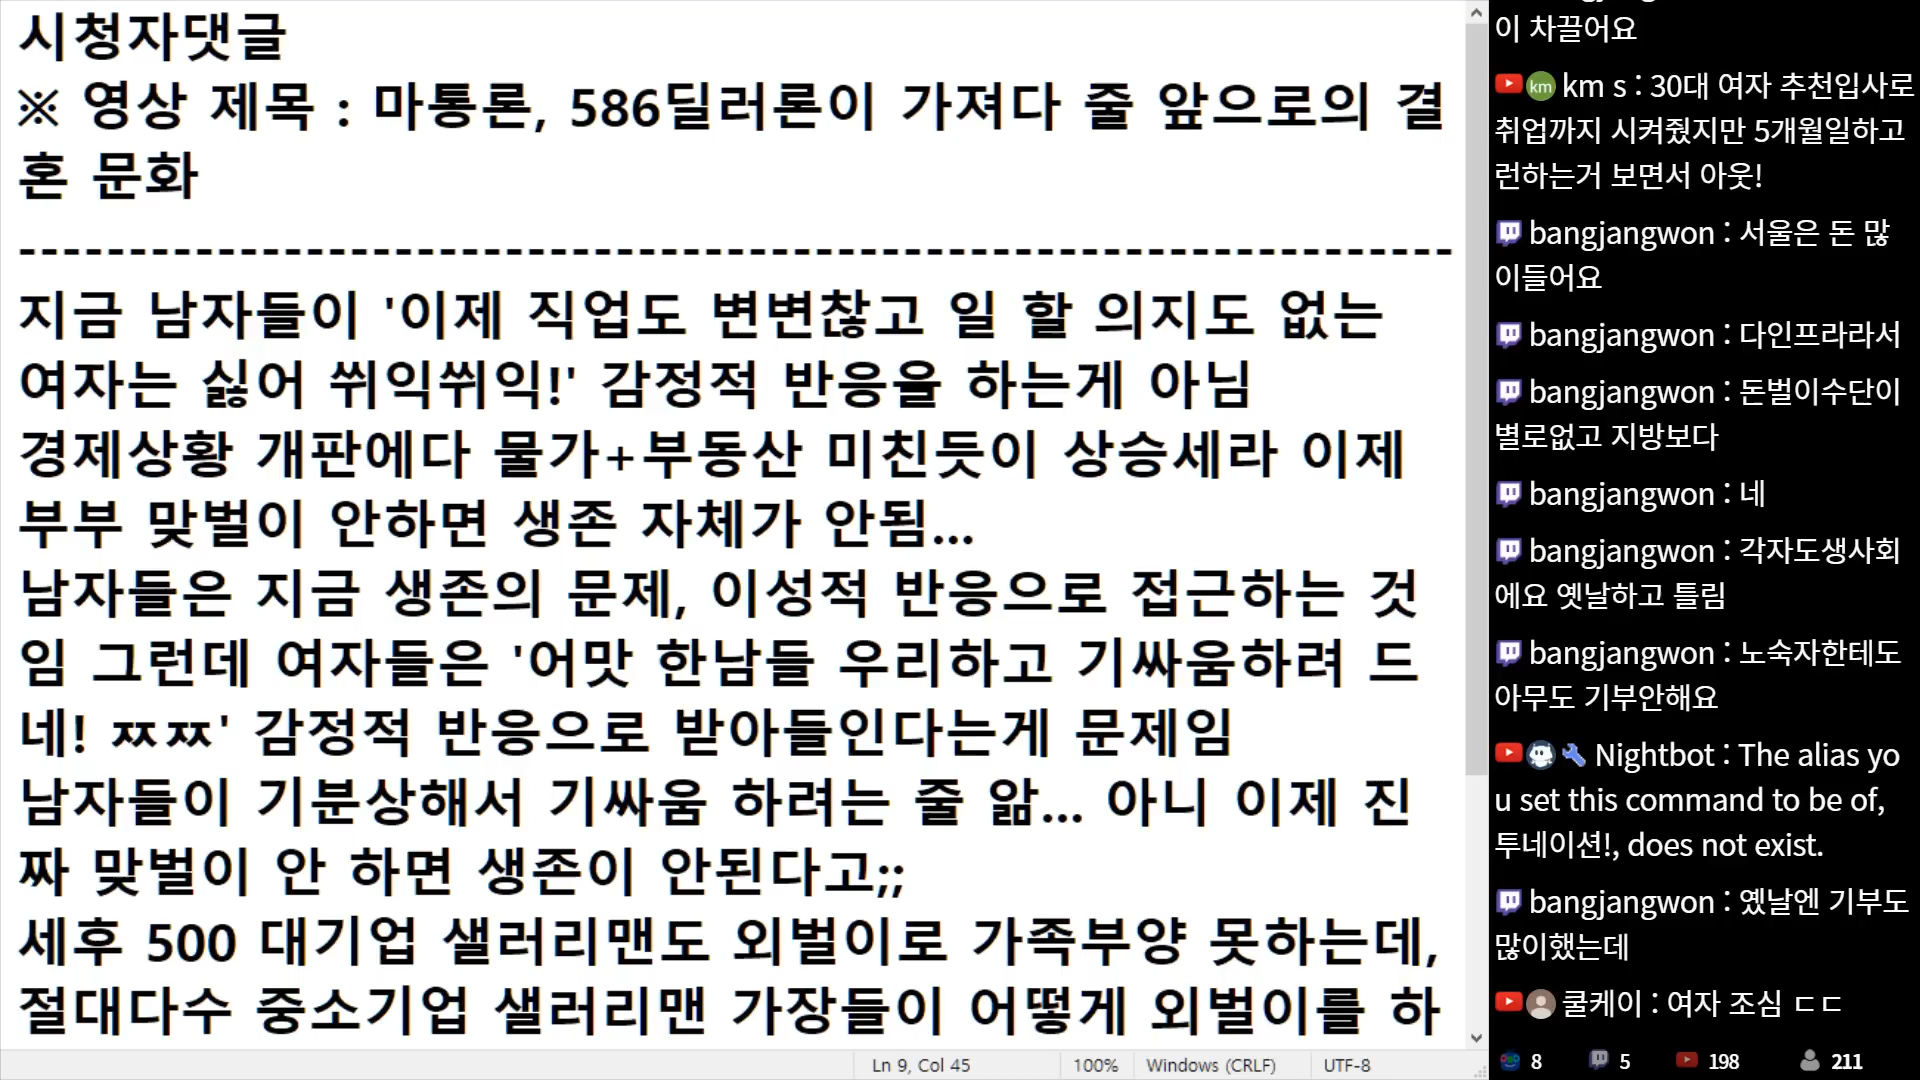 시청자댓글
※ 영상 제목 : 마통론, 586딜러론이 가져다 줄 앞으로의 결
혼 문화
--------------------------------------------------------------------------------
지금 남자들이 '이제 직업도 변변찮고 일 할 의지도 없는
여자는 싫어 쒸익쒸익!' 감정적 반응을 하는게 아님
경제상황 개판에다 물가+부동산 미친듯이 상승세라 이제
부부 맞벌이 안하면 생존 자체가 안됨...
남자들은 지금 생존의 문제, 이성적 반응으로 접근하는 것
임 그런데 여자들은 '어맛 한남들 우리하고 기싸움하려 드
네! ㅉㅉ' 감정적 반응으로 받아들인다는게 문제임
남자들이 기분상해서 기싸움 하려는 줄 앎... 아니 이제 진
짜 맞벌이 안 하면 생존이 안된다고;;
세후 500 대기업 샐러리맨도 외벌이로 가족부양 못하는데,
절대다수 중소기업 샐러리맨 가장들이 어떻게 외벌이를 하
Ln 9, Col 45
100%
Windows (CRLF)
UTF-8
이 차끌어요
km km s : 30대 여자 추천입사로
취업까지 시켜줬지만 5개월일하고
런하는거 보면서 아웃!
bangjangwon : 서울은 돈 많
이들어요
bangjangwon : 다인프라라서
bangjangwon : 돈벌이수단이
별로없고 지방보다
bangjangwon : 네
bangjangwon : 각자도생사회
에요 옛날하고 틀림
bangjangwon : 노숙자한테도
아무도 기부안해요
Nightbot : The alias yo
u set this command to be of,
투네이션!, does not exist.
bangjangwon : 옜날엔 기부도
많이했는데
쿨케이 : 여자 조심 ㄷㄷ
8 5 198 211